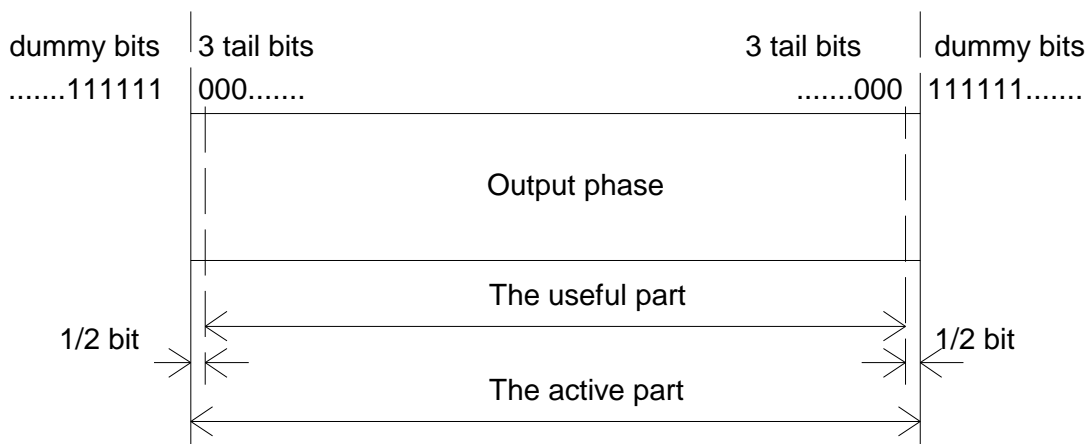 dummy bits 3 tail bits 3 tail bits dummy bits
.......111111 000....... .......000 111111.......
Output phase
The useful part
1/2 bit 1/2 bit
The active part